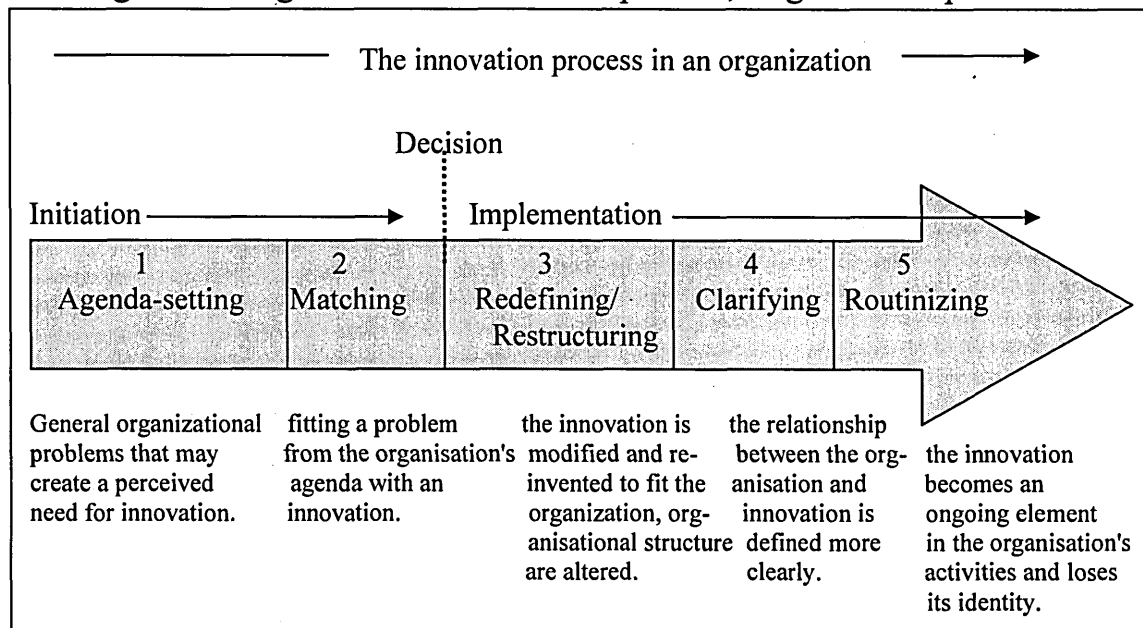 The innovation process in an organization
Decision
Initiation
Implementation
1
Agenda-setting
2
Matching
3
Redefining/
Restructuring
4
Clarifying
5
Routinizing
General organizational
problems that may
create a perceived
need for innovation.
fitting a problem
from the organisation's
agenda with an
innovation.
the innovation is
modified and re-
invented to fit the
organization, org-
anisational structure
are altered.
the relationship
between the org-
anisation and
innovation is
defined more
clearly.
the innovation
becomes an
ongoing element
in the organisation's
activities and loses
its identity.